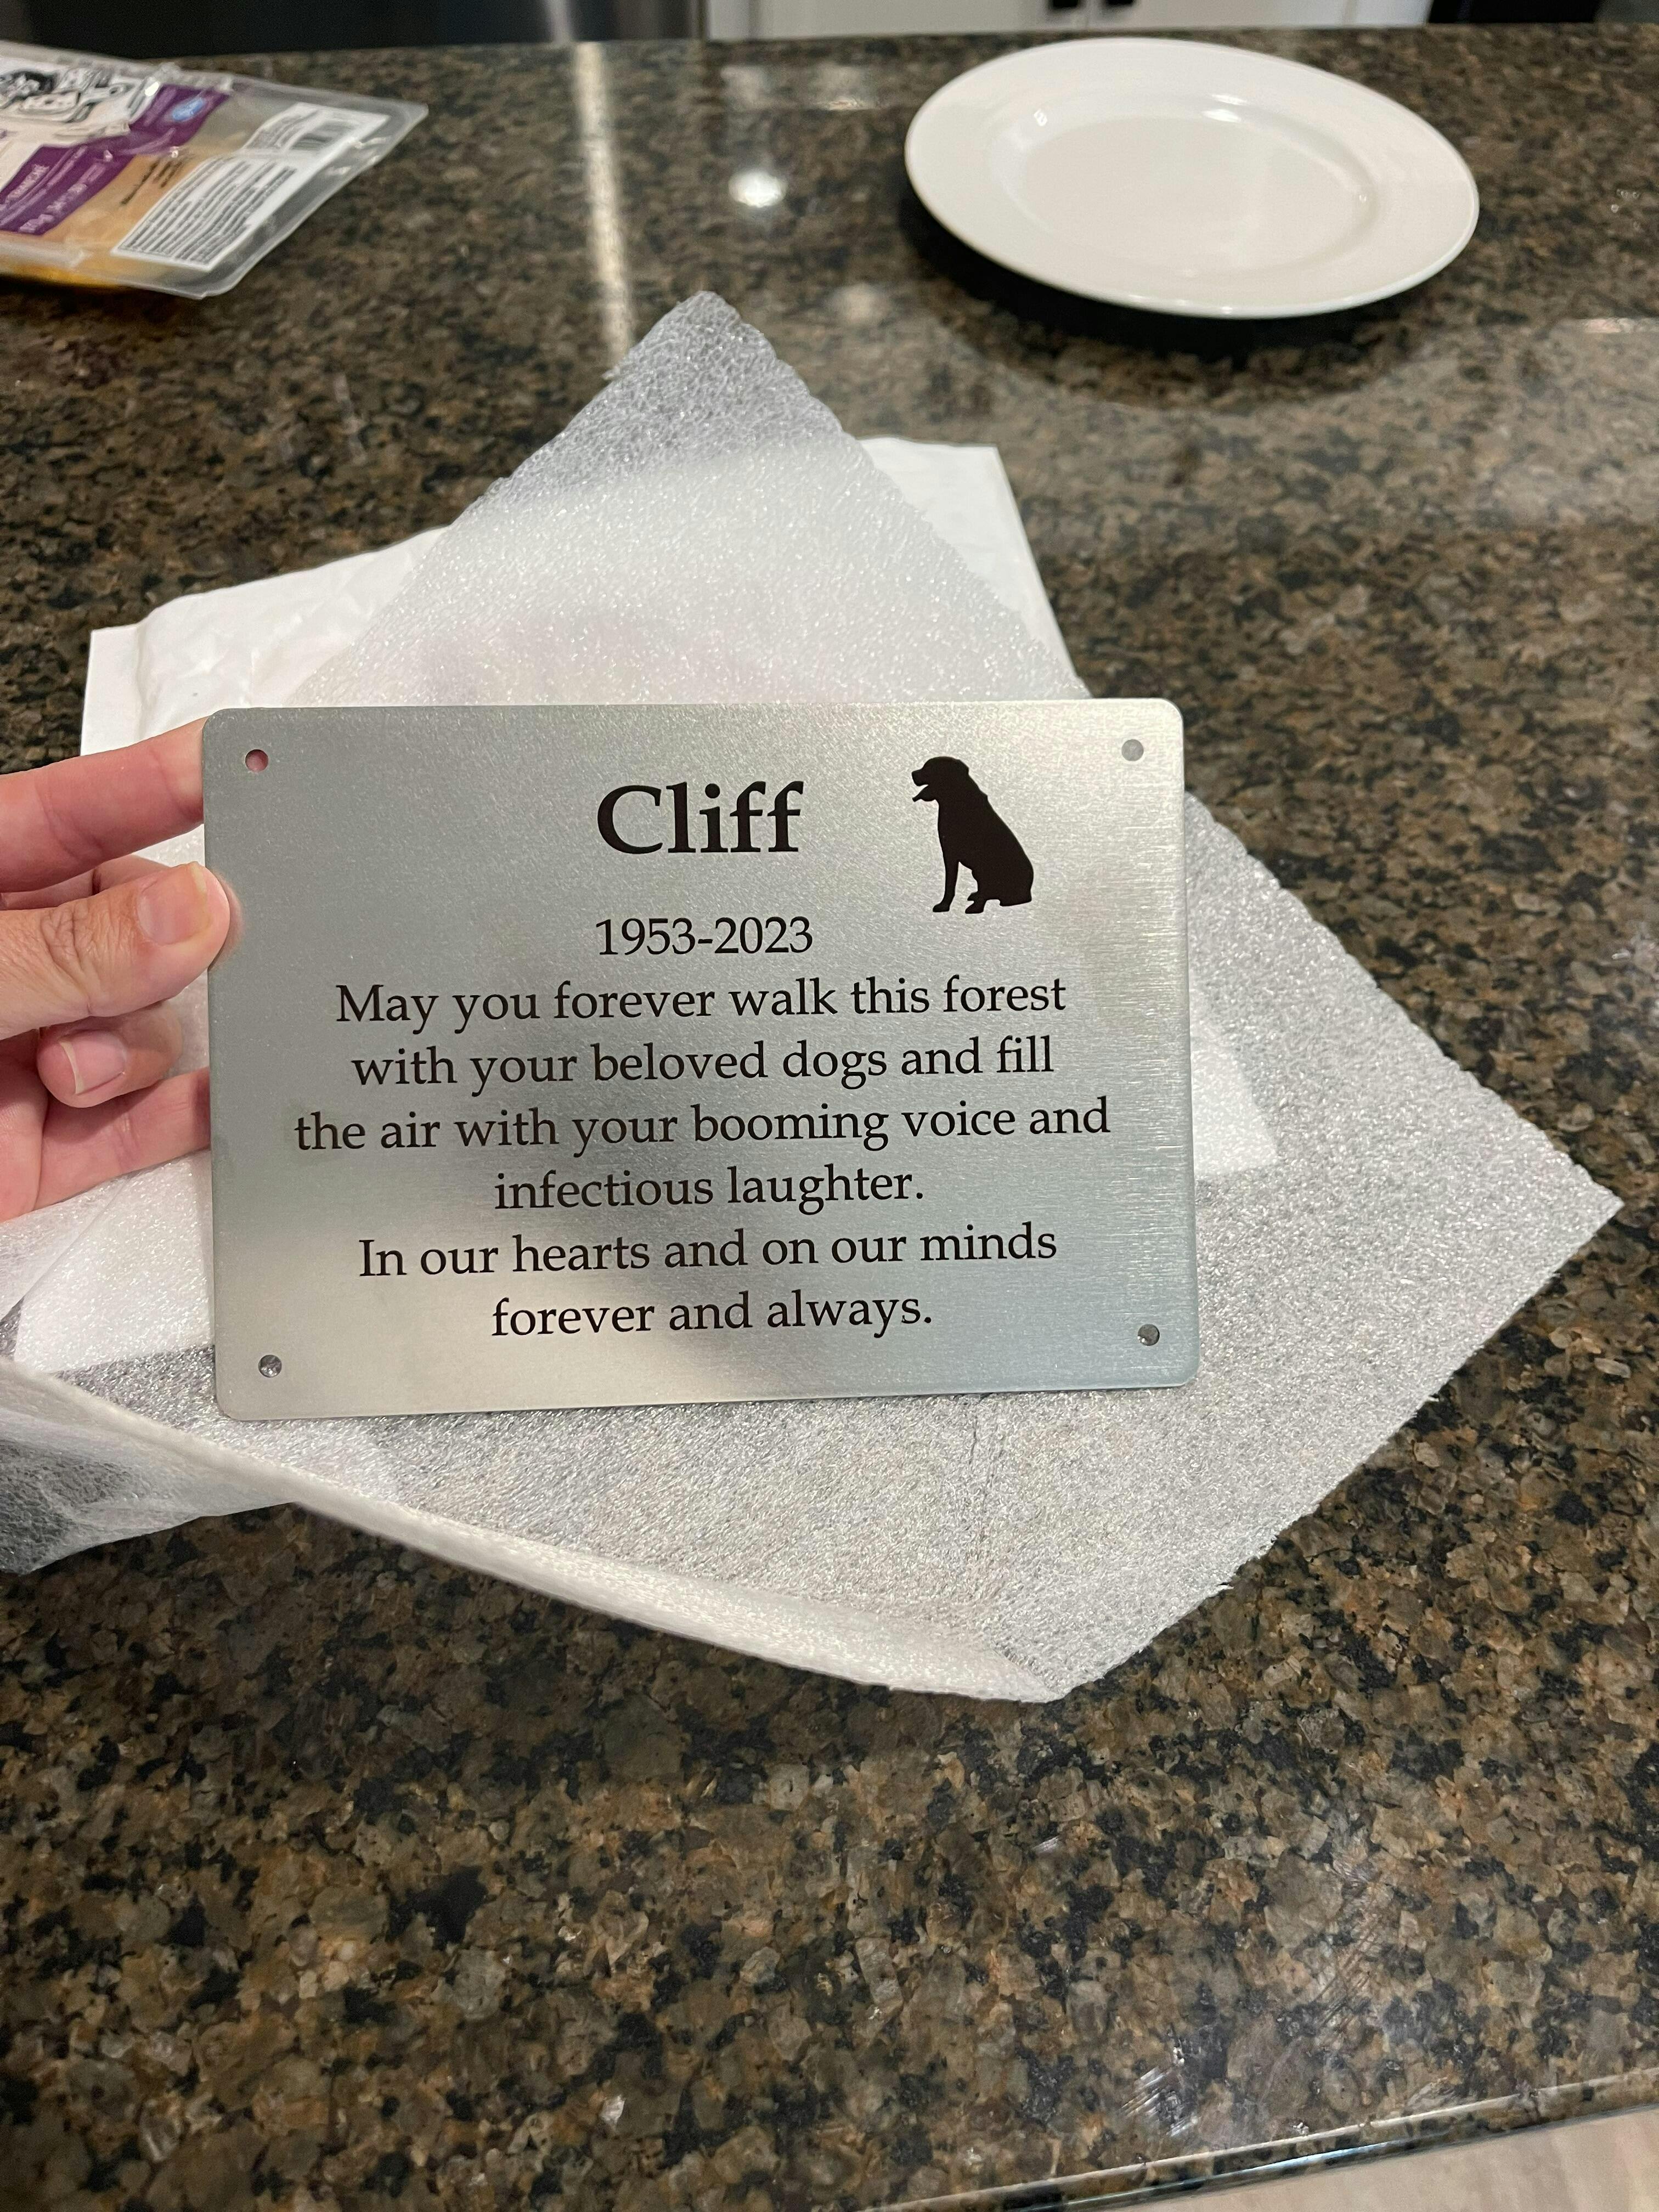 Cliff
1953-2023
May you forever walk this forest
with your beloved dogs and fill
the air with your booming voice and
infectious laughter.
In our hearts and on our minds
forever and always.